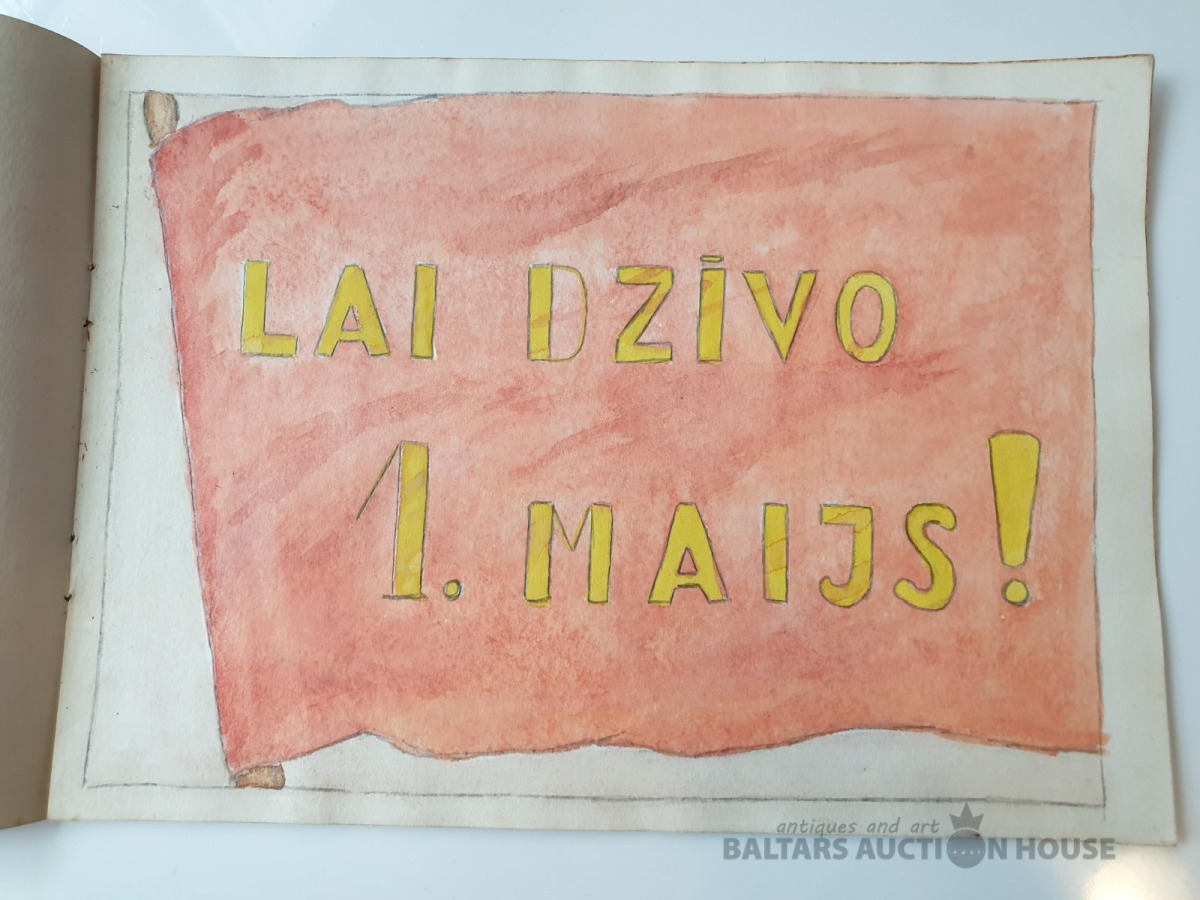 LAI DZĪVO
1. MAIJS!
antiques and art
BALTARS AUCTION HOUSE